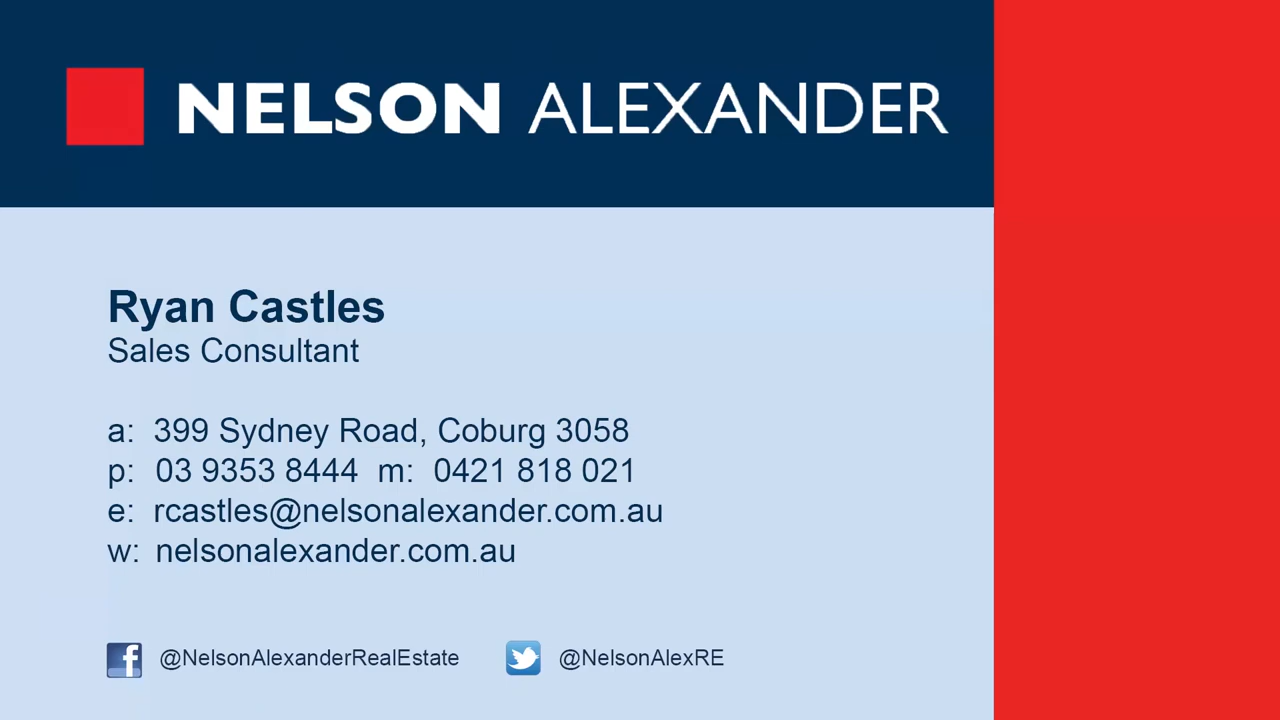 NELSON ALEXANDER
Ryan Castles
Sales Consultant
a: 399 Sydney Road, Coburg 3058
p: 03 9353 8444 m: 0421 818 021
e: rcastles@nelsonalexander.com.au
w: nelsonalexander.com.au
@NelsonAlexanderRealEstate @NelsonAlexRE